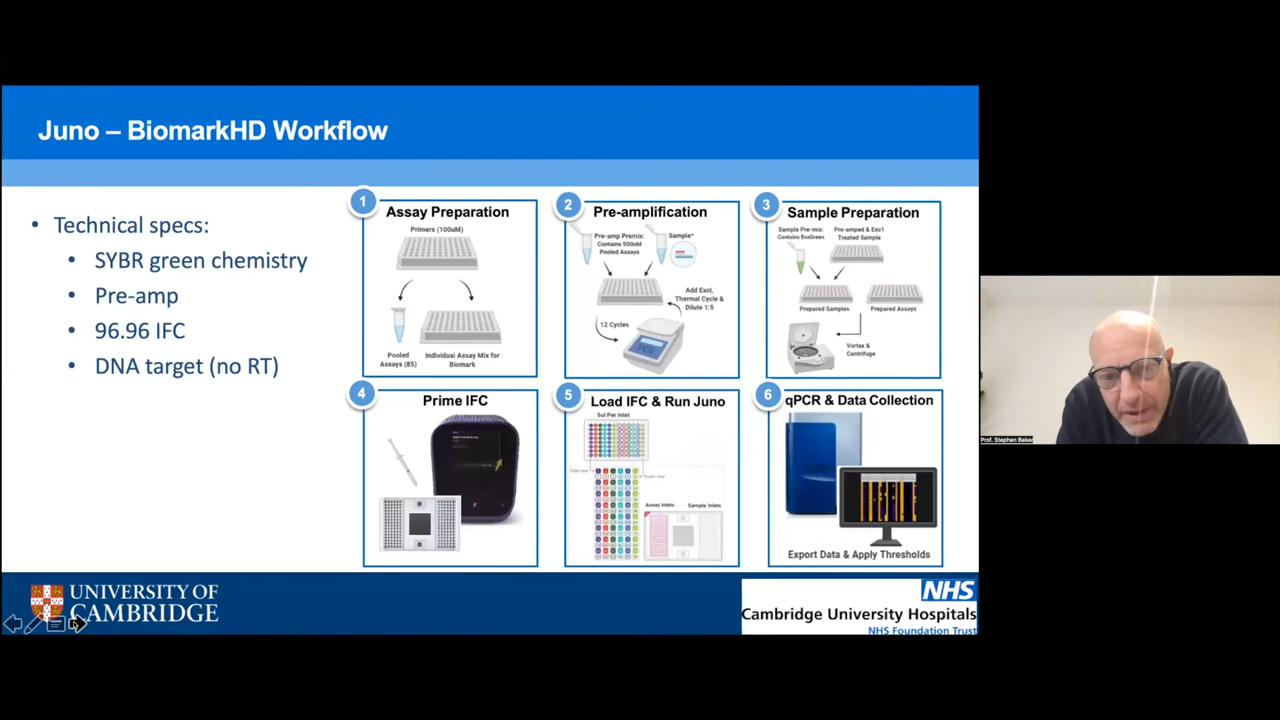 Juno – BiomarkHD Workflow
• Technical specs:
• SYBR green chemistry
• Pre-amp
• 96.96 IFC
• DNA target (no RT)
1
Assay Preparation
Primers (100uM)
Pooled
Assays (85)
Individual Assay Mix for
Biomark
2
Pre-amplification
Pre-amp Premix:
Contains 500nM
Pooled Assays
Sample*
Add ExoI,
Thermal Cycle &
Dilute 1:5
12 Cycles
PCR
3
Sample Preparation
Sample Pre-mix:
Contains EvaGreen
Pre-amped & Exo1
Treated Sample
Prepared Samples
Prepared Assays
Vortex &
Centrifuge
4
Prime IFC
5
Load IFC & Run Juno
5ul Per Inlet
Assay Inlets
Sample Inlets
6
qPCR & Data Collection
Export Data & Apply Thresholds
UNIVERSITY OF
CAMBRIDGE
NHS
Cambridge University Hospitals
NHS Foundation Trust
Prof. Stephen Baker